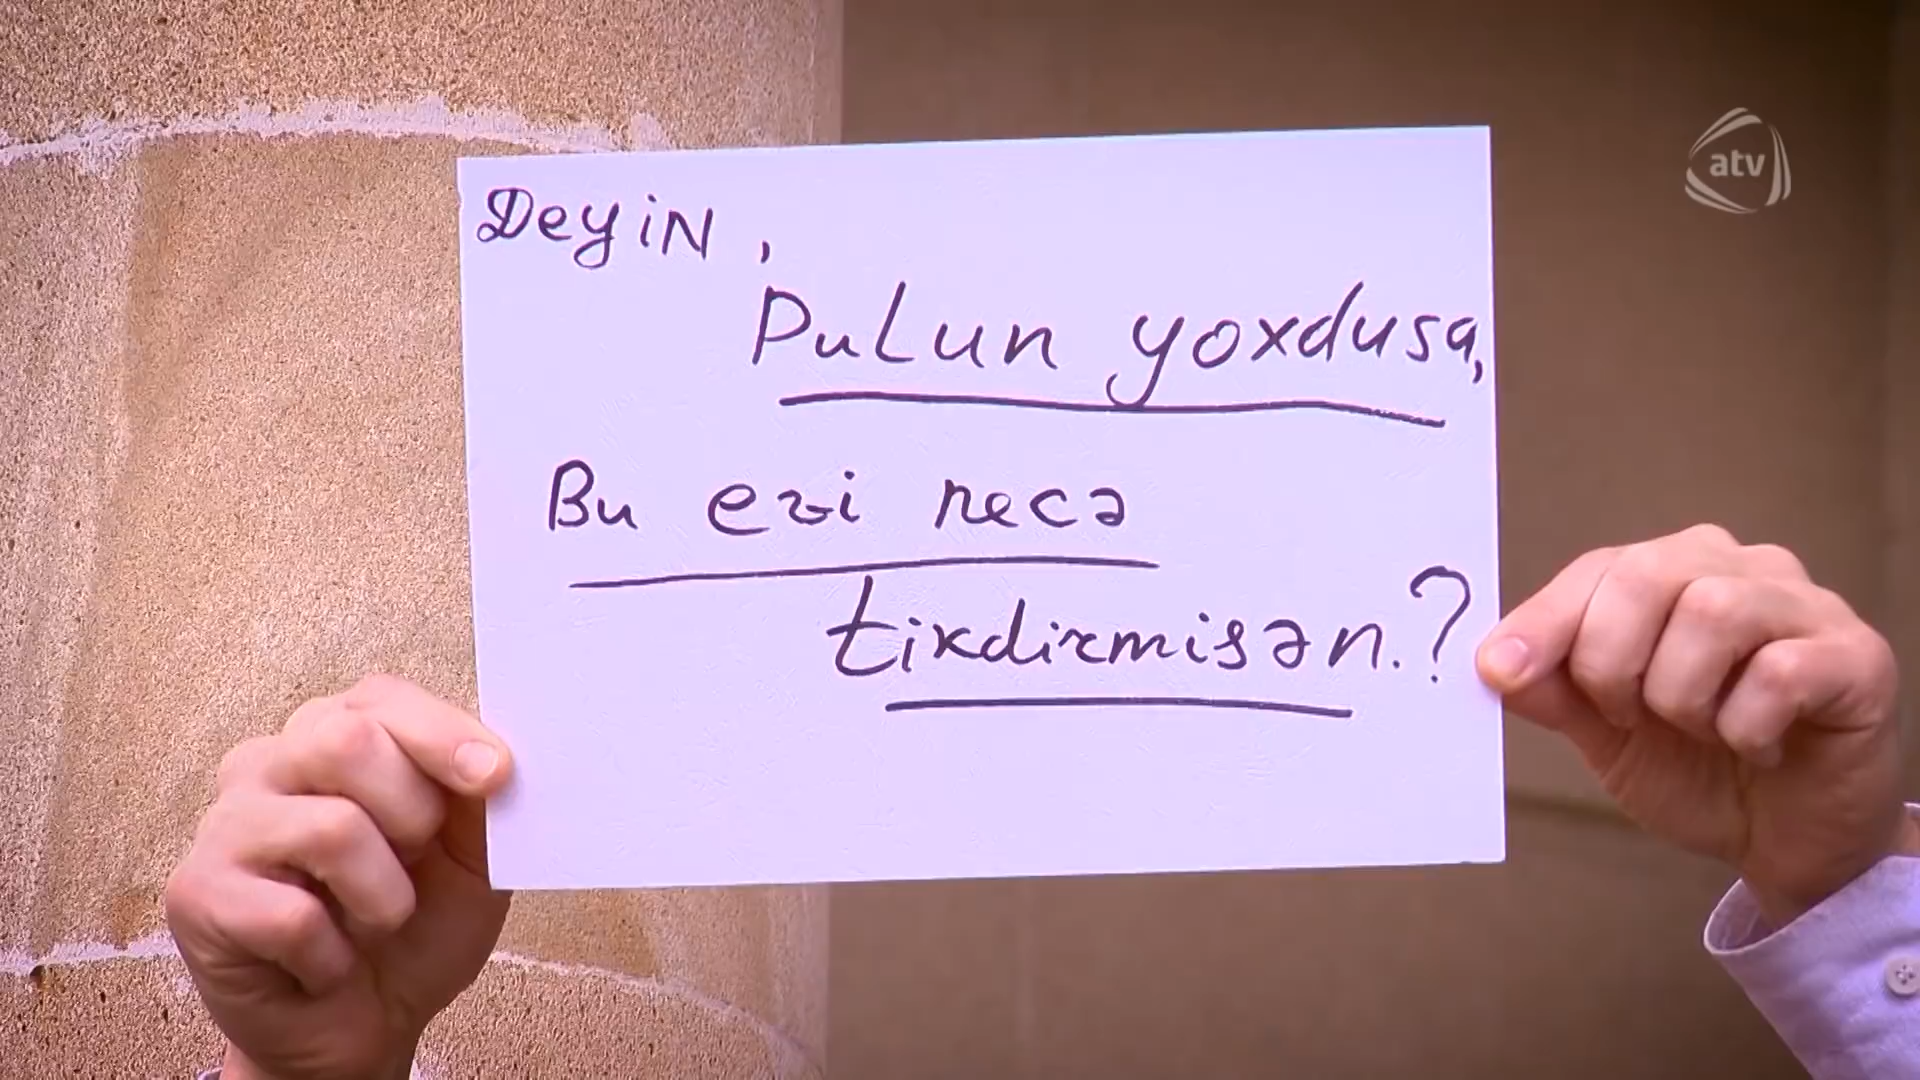 atv
Deyin,
Pulun yoxdusa,
Bu evi necə
tikdirmisən.?